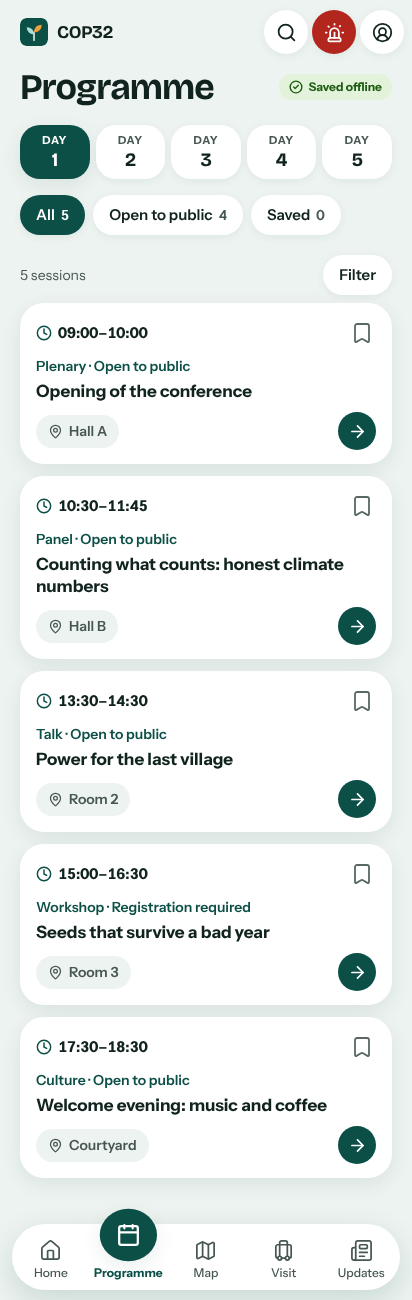 COP32
Programme
Saved offline
DAY
1
DAY
2
DAY
3
DAY
4
DAY
5
All 5
Open to public 4
Saved 0
5 sessions
Filter
09:00–10:00
Plenary · Open to public
Opening of the conference
Hall A
10:30–11:45
Panel · Open to public
Counting what counts: honest climate
numbers
Hall B
13:30–14:30
Talk · Open to public
Power for the last village
Room 2
15:00–16:30
Workshop · Registration required
Seeds that survive a bad year
Room 3
17:30–18:30
Culture · Open to public
Welcome evening: music and coffee
Courtyard
Home
Programme
Map
Visit
Updates